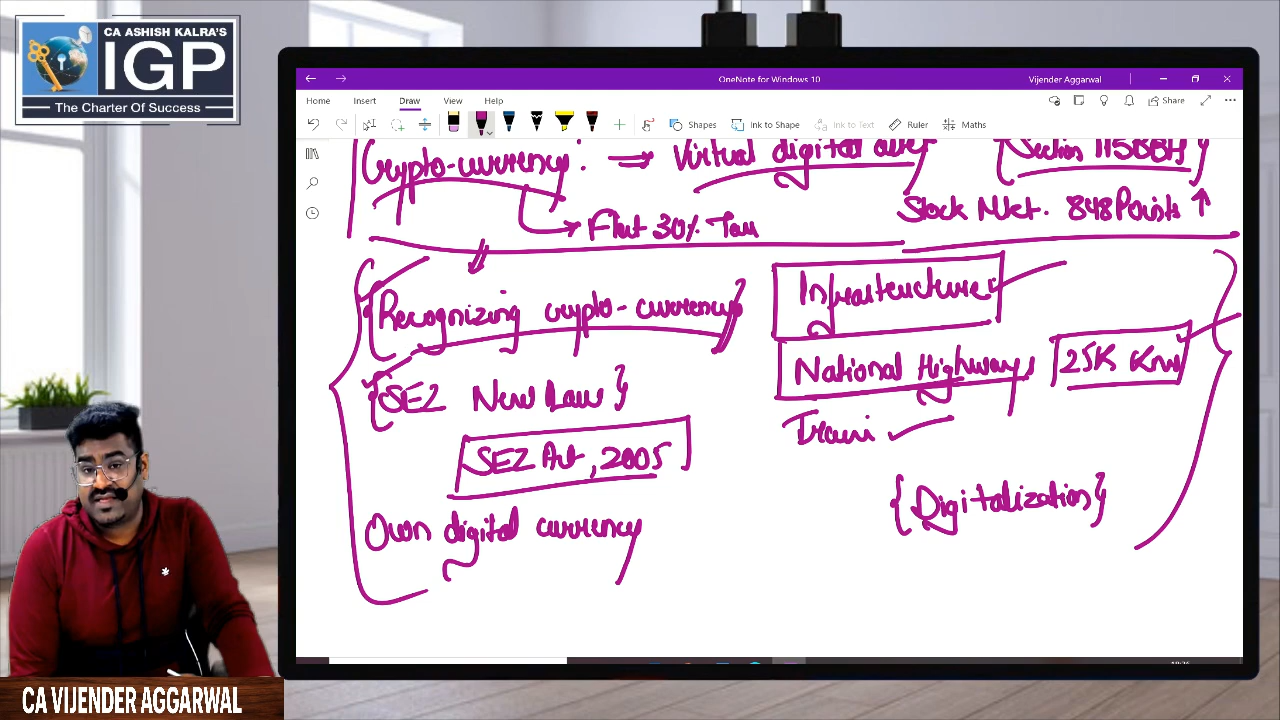 CA ASHISH KALRA'S
IGP
The Charter Of Success
OneNote for Windows 10
Vijender Aggarwal
Home Insert Draw View Help
Share
Shapes Ink to Shape Ink to Text Ruler Maths
Crypto-currency: ⇒ Virtual digital {Section 115BBH}
→ Flat 30% Tax
Stock Mkt. 848 Points ↑
{Recognizing crypto-currency}
Infrastructure
{SEZ New Law}
National Highways 25K Kms
SEZ Act, 2005
Train ✓
Own digital currency
{Digitalization}
CA VIJENDER AGGARWAL